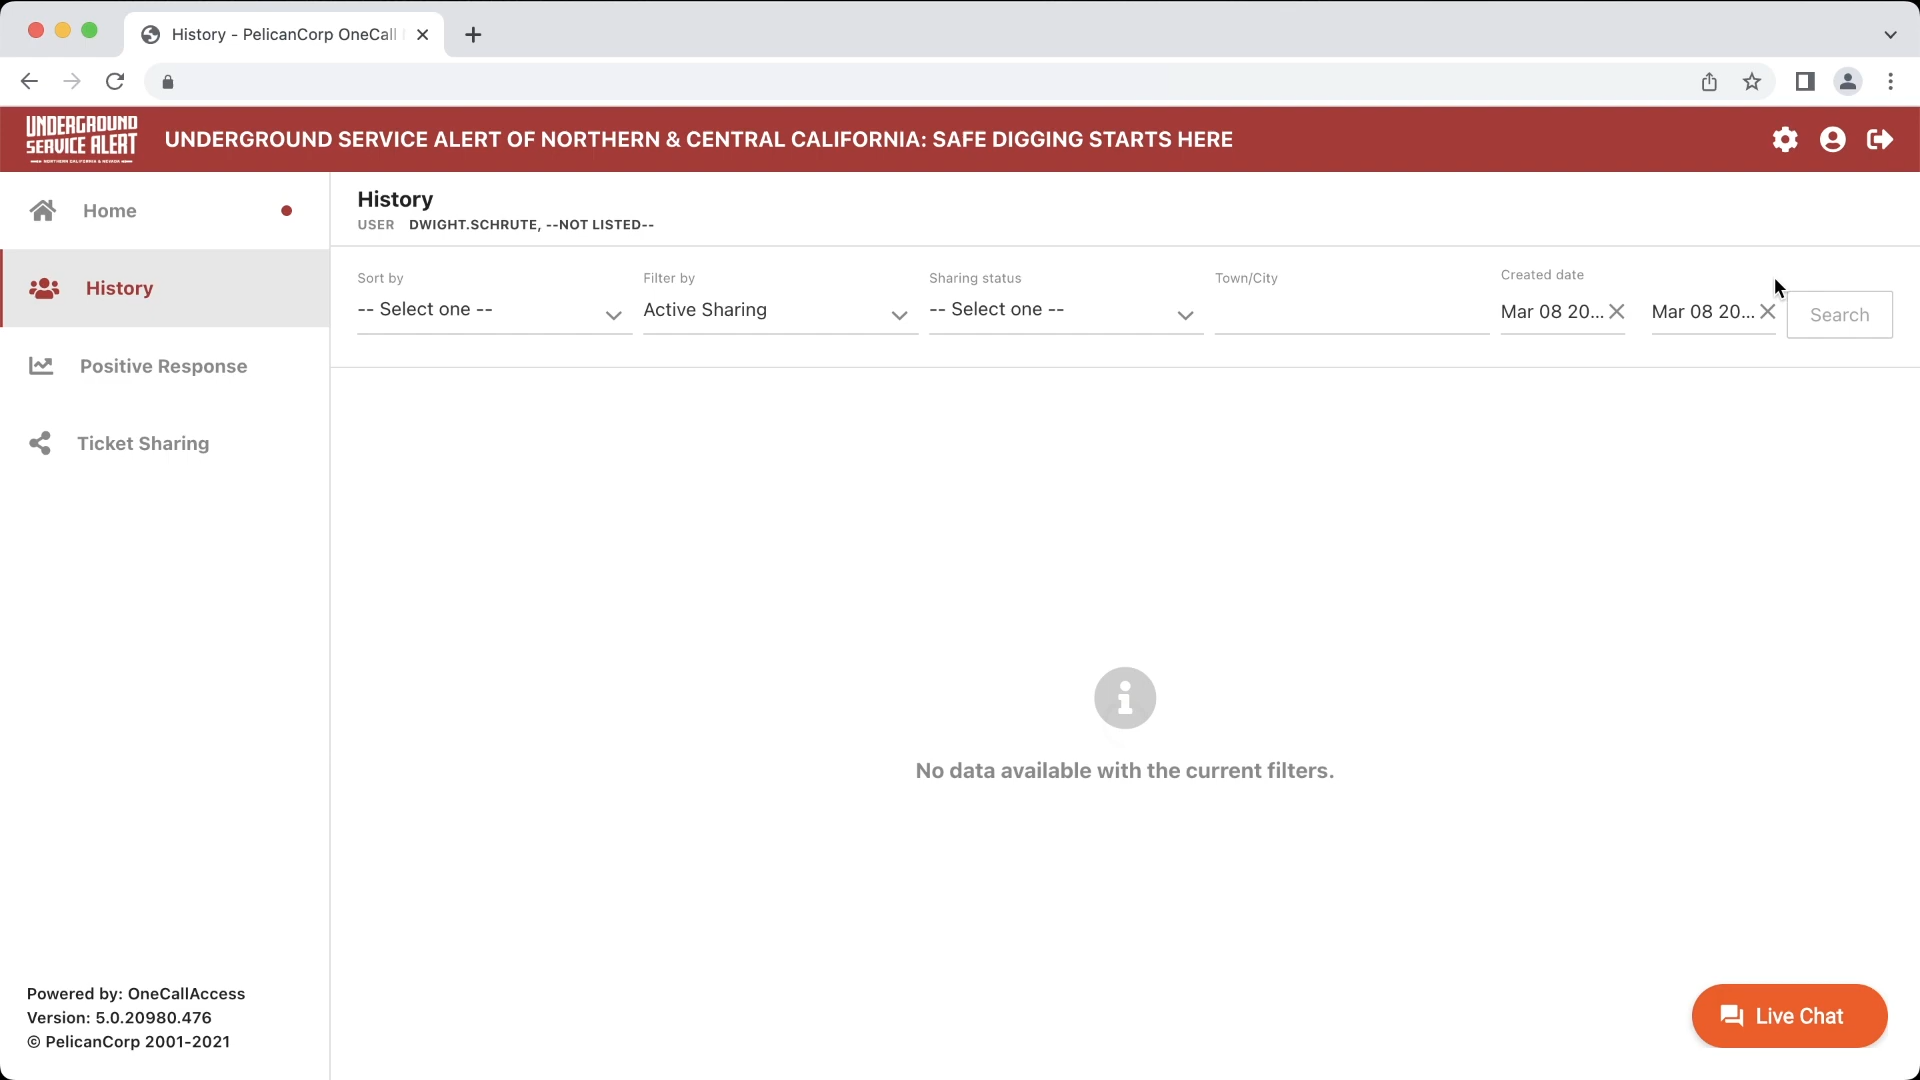 History - PelicanCorp OneCall
UNDERGROUND
SERVICE ALERT
NORTHERN CALIFORNIA & NEVADA
UNDERGROUND SERVICE ALERT OF NORTHERN & CENTRAL CALIFORNIA: SAFE DIGGING STARTS HERE
Home
History
Positive Response
Ticket Sharing
History
USER DWIGHT.SCHRUTE, --NOT LISTED--
Sort by
-- Select one --
Filter by
Active Sharing
Sharing status
-- Select one --
Town/City
Created date
Mar 08 20...
Mar 08 20...
Search
No data available with the current filters.
Powered by: OneCallAccess
Version: 5.0.20980.476
© PelicanCorp 2001-2021
Live Chat